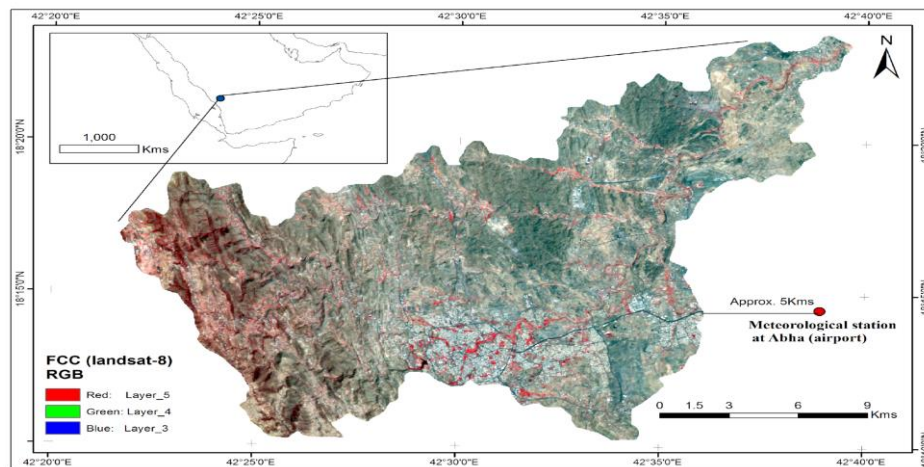 42°20'0"E 42°25'0"E 42°30'0"E 42°35'0"E 42°40'0"E
N
1,000
Kms
18°20'0"N
18°15'0"N
Approx. 5Kms
Meteorological station
at Abha (airport)
FCC (landsat-8)
RGB
Red: Layer_5
Green: Layer_4
Blue: Layer_3
0 1.5 3 6 9
Kms
42°20'0"E 42°25'0"E 42°30'0"E 42°35'0"E 42°40'0"E